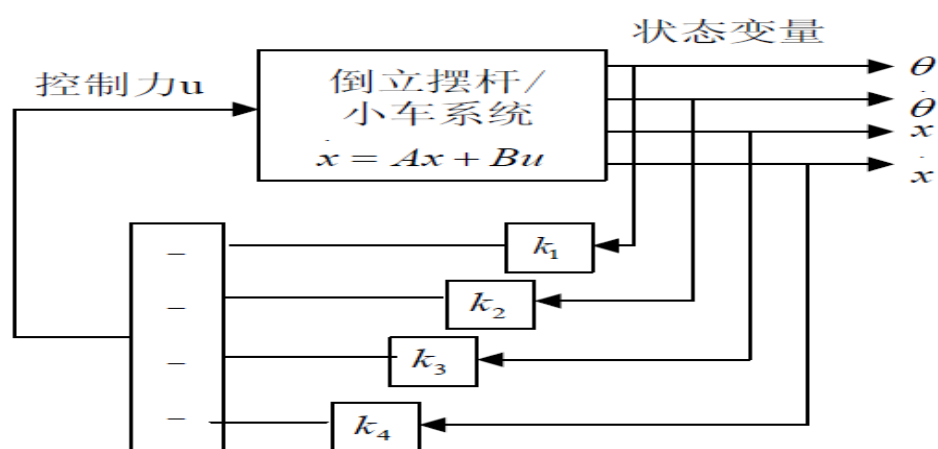 状态变量
控制力u
倒立摆杆/
小车系统
ẋ = Ax + Bu
θ
θ̇
x
ẋ
k₁
k₂
k₃
k₄
−
−
−
−